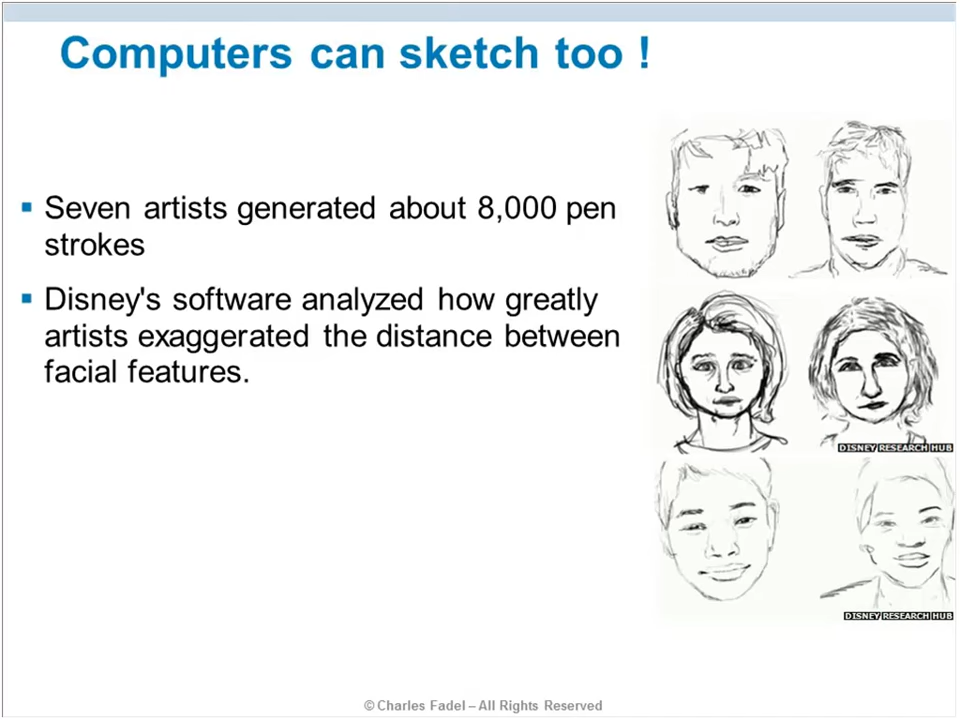 Computers can sketch too !
Seven artists generated about 8,000 pen
strokes
Disney's software analyzed how greatly
artists exaggerated the distance between
facial features.
DISNEY RESEARCH HUB
DISNEY RESEARCH HUB
© Charles Fadel – All Rights Reserved